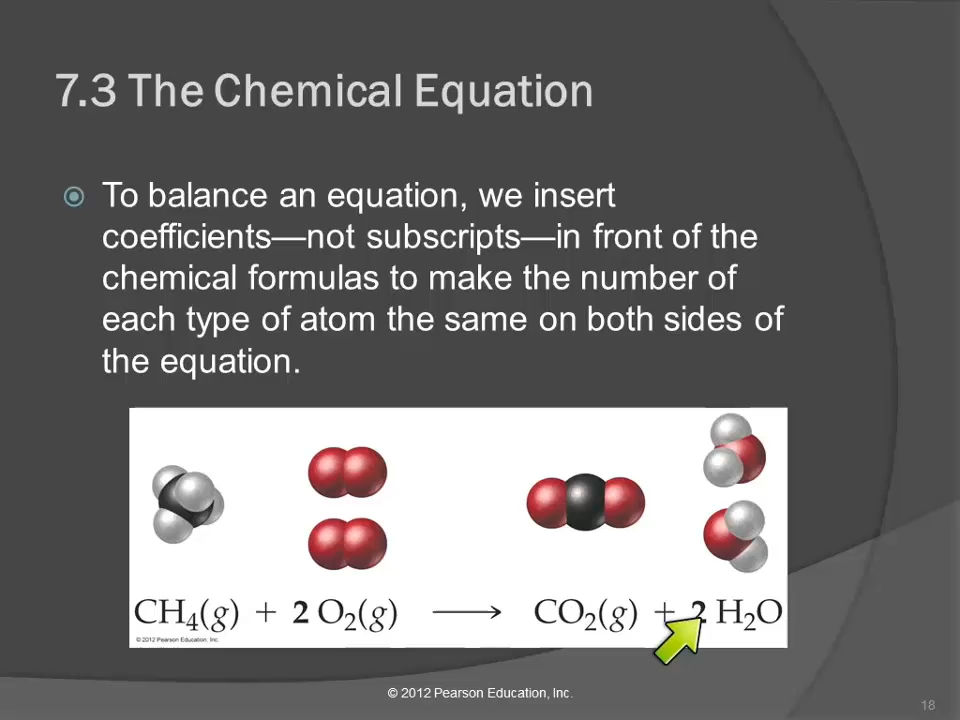 7.3 The Chemical Equation
To balance an equation, we insert
coefficients—not subscripts—in front of the
chemical formulas to make the number of
each type of atom the same on both sides of
the equation.
CH₄(g) + 2 O₂(g) ⟶ CO₂(g) + 2 H₂O
© 2012 Pearson Education, Inc.
© 2012 Pearson Education, Inc.
18